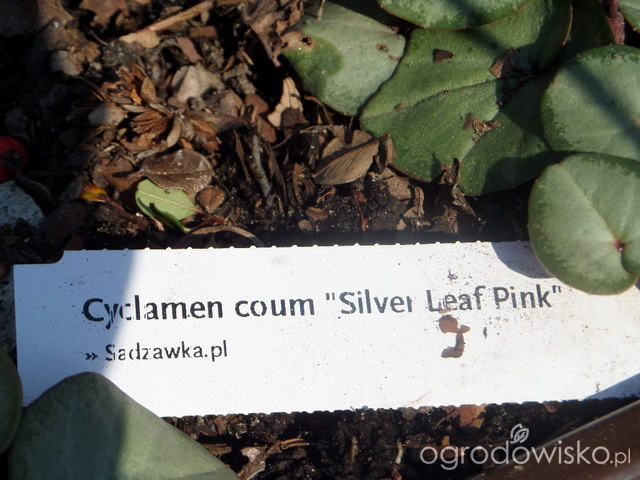 Cyclamen coum "Silver Leaf Pink"
» Sadzawka.pl
ogrodowisko.pl